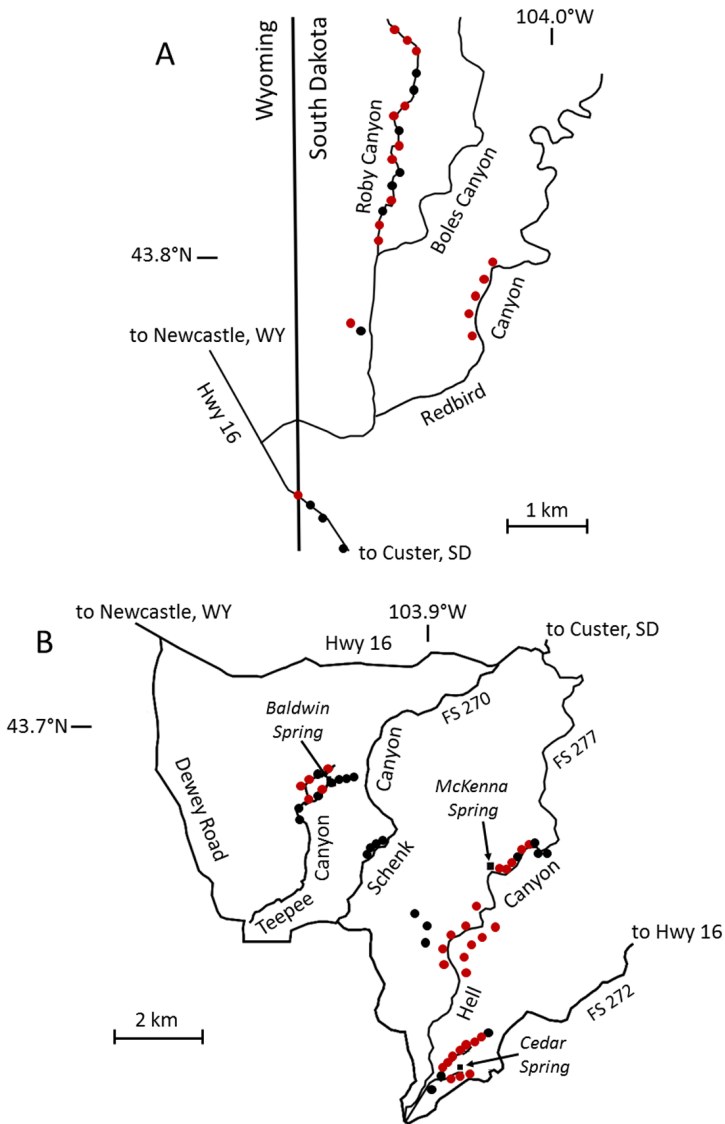 A
104.0°W
Wyoming
South Dakota
Roby Canyon
Boles Canyon
43.8°N
Canyon
to Newcastle, WY
Hwy 16
Redbird
1 km
to Custer, SD
B
to Newcastle, WY
103.9°W
to Custer, SD
Hwy 16
FS 270
43.7°N
Baldwin
Spring
Canyon
FS 277
Dewey Road
McKenna
Spring
Canyon
Schenk
Canyon
Teepee
to Hwy 16
Hell
FS 272
2 km
Cedar
Spring